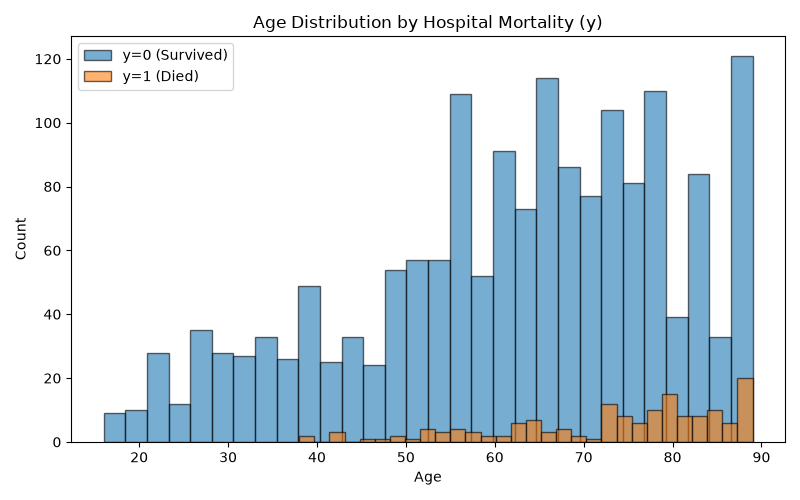 Age Distribution by Hospital Mortality (y)
y=0 (Survived)
y=1 (Died)
Count
120
100
80
60
40
20
0
20 30 40 50 60 70 80 90
Age